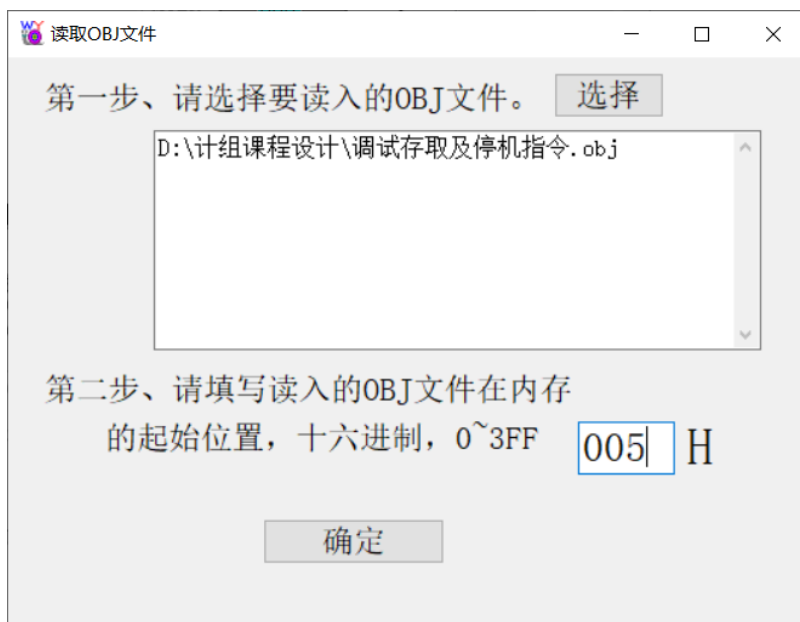 读取OBJ文件
第一步、请选择要读入的OBJ文件。 选择
D:\计组课程设计\调试存取及停机指令.obj
第二步、请填写读入的OBJ文件在内存
的起始位置，十六进制，0~3FF 005 H
确定